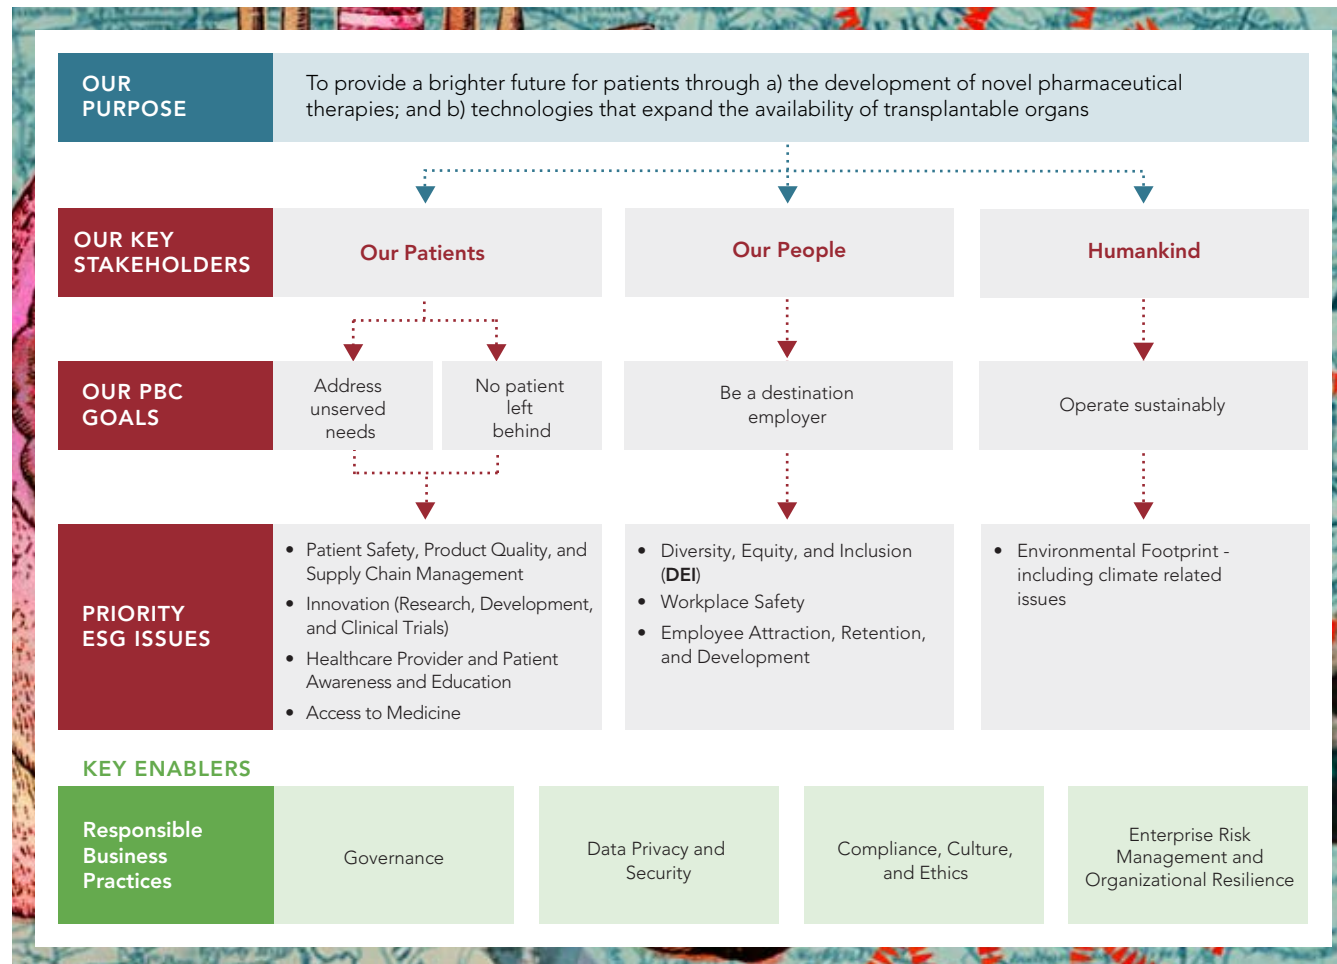 OUR
PURPOSE
To provide a brighter future for patients through a) the development of novel pharmaceutical
therapies; and b) technologies that expand the availability of transplantable organs
OUR KEY
STAKEHOLDERS
Our Patients
Our People
Humankind
OUR PBC
GOALS
Address
unserved
needs
No patient
left
behind
Be a destination
employer
Operate sustainably
PRIORITY
ESG ISSUES
• Patient Safety, Product Quality, and
Supply Chain Management
• Innovation (Research, Development,
and Clinical Trials)
• Healthcare Provider and Patient
Awareness and Education
• Access to Medicine
• Diversity, Equity, and Inclusion
(DEI)
• Workplace Safety
• Employee Attraction, Retention,
and Development
• Environmental Footprint -
including climate related
issues
KEY ENABLERS
Responsible
Business
Practices
Governance
Data Privacy and
Security
Compliance, Culture,
and Ethics
Enterprise Risk
Management and
Organizational Resilience